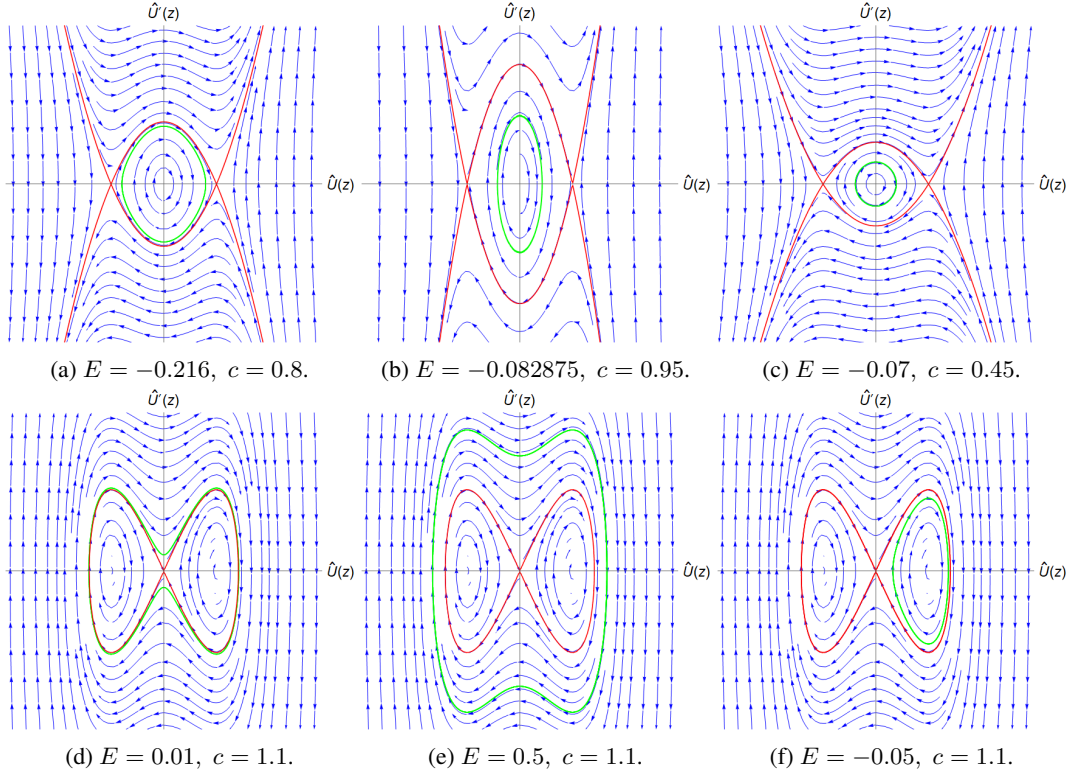 Û′(z) Û′(z) Û′(z)
Û(z) Û(z) Û(z)
(a) E = −0.216, c = 0.8. (b) E = −0.082875, c = 0.95. (c) E = −0.07, c = 0.45.
Û′(z) Û′(z) Û′(z)
Û(z) Û(z) Û(z)
(d) E = 0.01, c = 1.1. (e) E = 0.5, c = 1.1. (f) E = −0.05, c = 1.1.